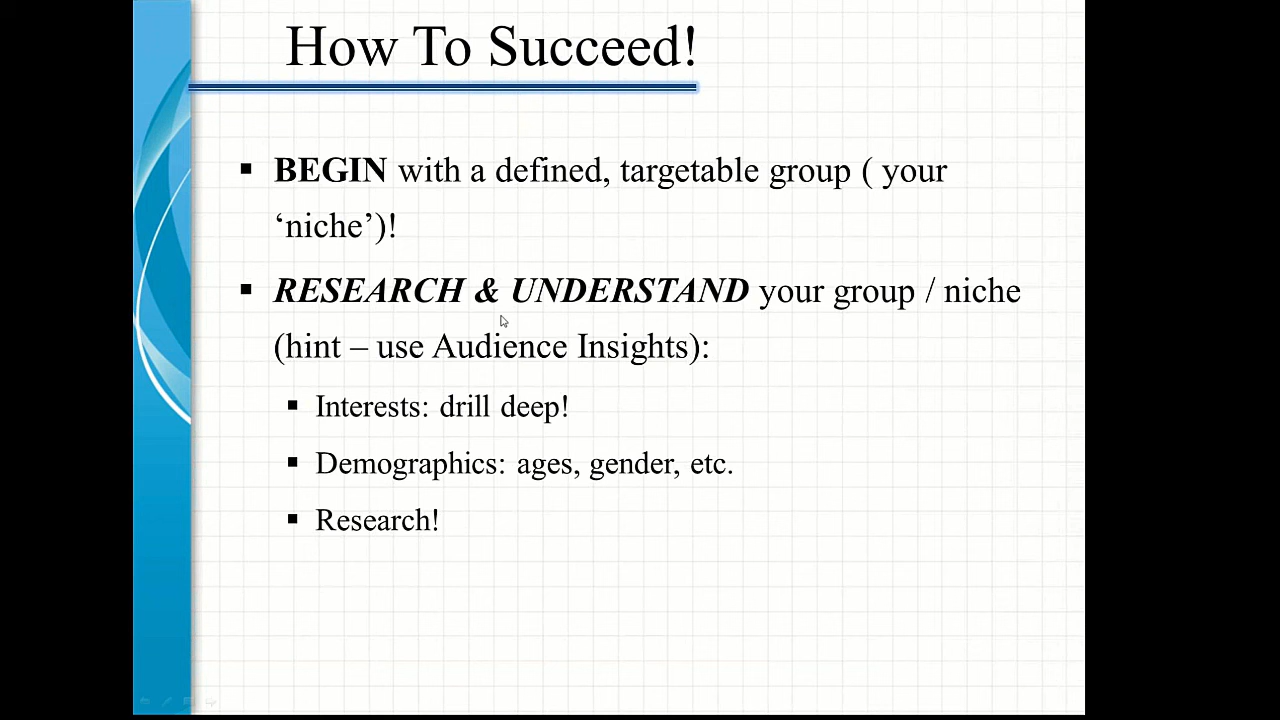 How To Succeed!
▪ BEGIN with a defined, targetable group ( your
‘niche’)!
▪ RESEARCH & UNDERSTAND your group / niche
(hint – use Audience Insights):
▪ Interests: drill deep!
▪ Demographics: ages, gender, etc.
▪ Research!